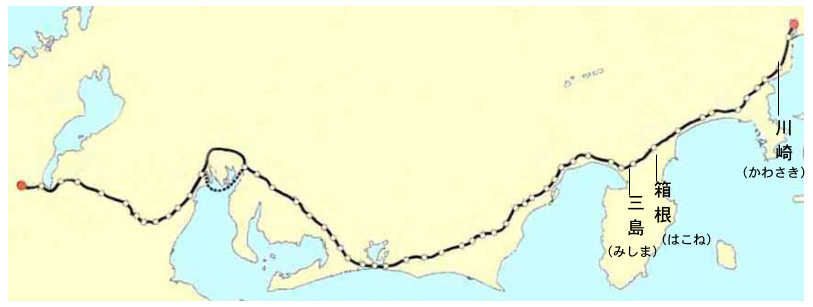 川崎
(かわさき)
箱根
(はこね)
三島
(みしま)